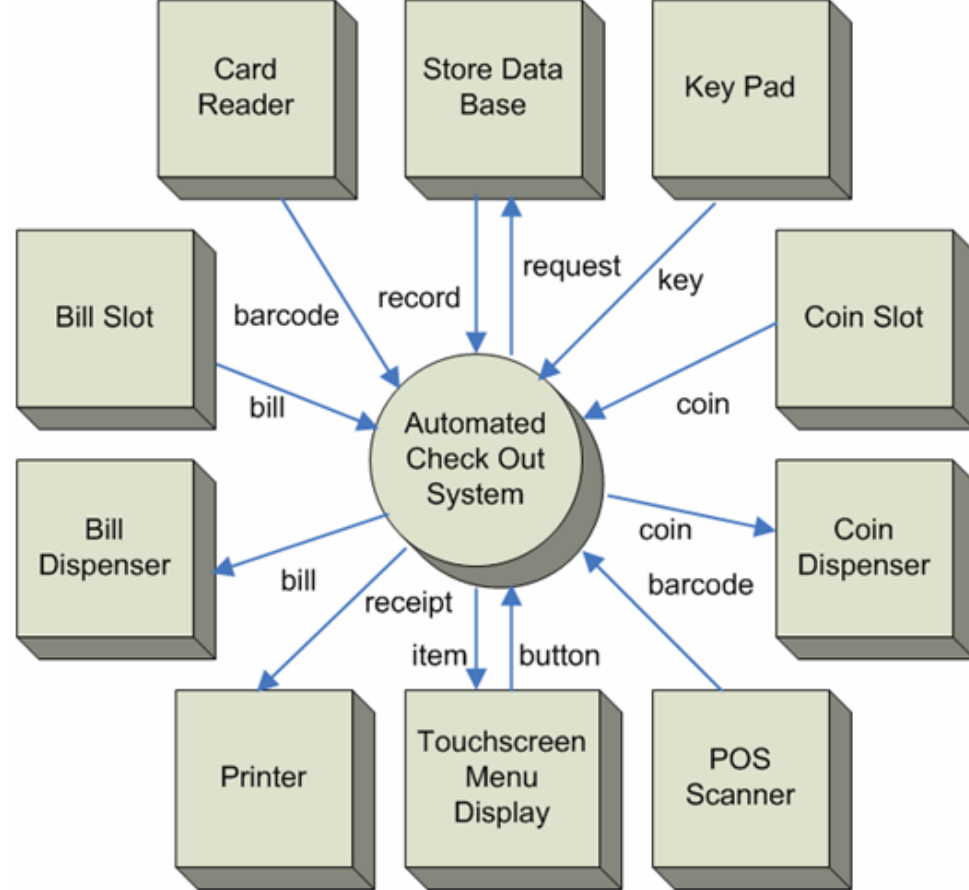 Card
Reader
Store Data
Base
Key Pad
request
key
record
barcode
Bill Slot
Coin Slot
bill
coin
Automated
Check Out
System
Bill
Dispenser
coin
Coin
Dispenser
bill
barcode
receipt
item
button
Printer
Touchscreen
Menu
Display
POS
Scanner